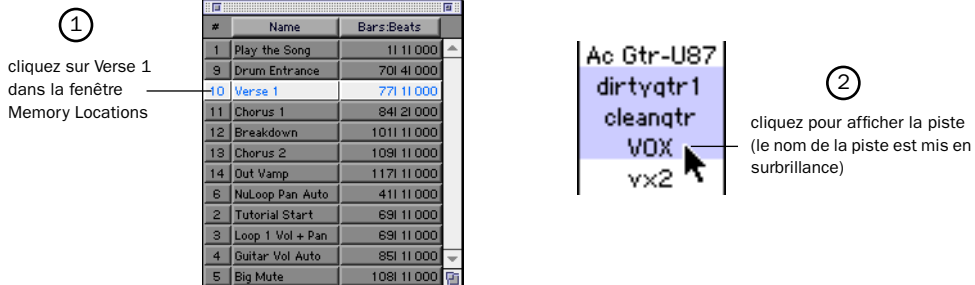 1
cliquez sur Verse 1
dans la fenêtre
Memory Locations
# Name Bars:Beats
1 Play the Song 1| 1| 000
9 Drum Entrance 70| 4| 000
10 Verse 1 77| 1| 000
11 Chorus 1 84| 2| 000
12 Breakdown 101| 1| 000
13 Chorus 2 109| 1| 000
14 Out Vamp 117| 1| 000
6 NuLoop Pan Auto 41| 1| 000
2 Tutorial Start 69| 1| 000
3 Loop 1 Vol + Pan 69| 1| 000
4 Guitar Vol Auto 85| 1| 000
5 Big Mute 108| 1| 000
Ac Gtr-U87
dirtygtr1
cleangtr
VOX
vx2
2
cliquez pour afficher la piste
(le nom de la piste est mis en
surbrillance)